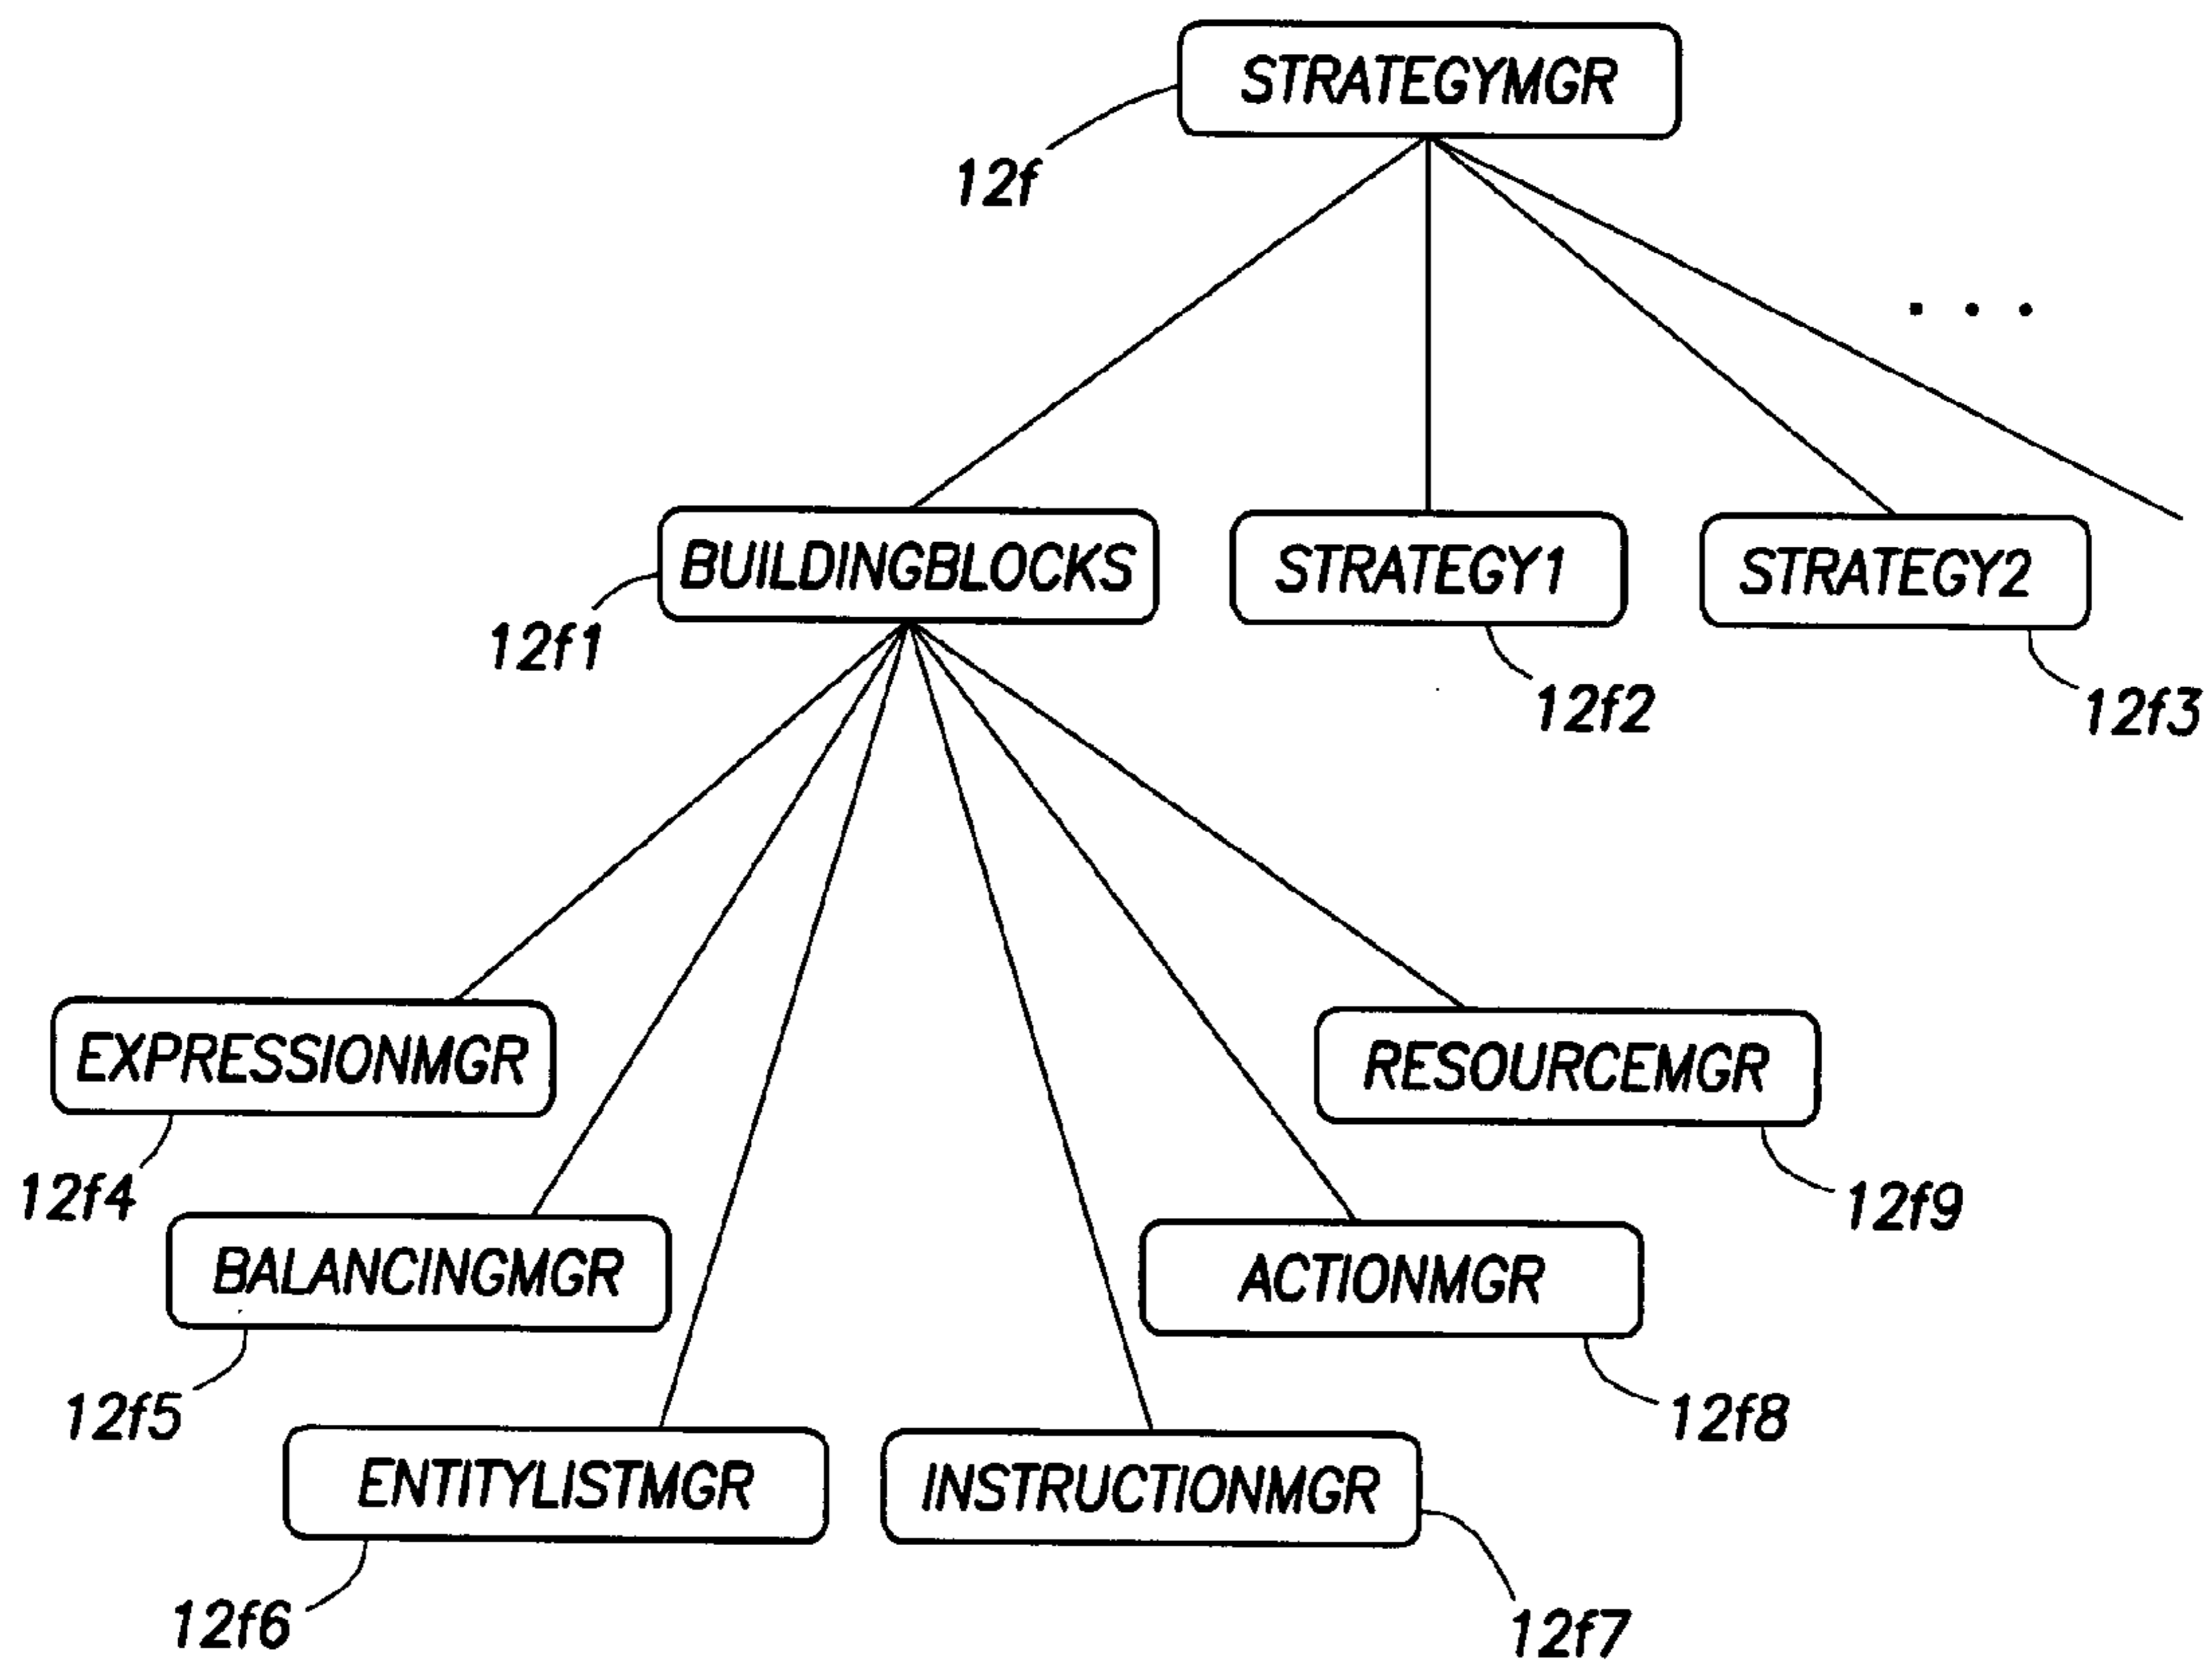 STRATEGYMGR
12f
. . .
BUILDINGBLOCKS
STRATEGY1
STRATEGY2
12f1
12f2
12f3
EXPRESSIONMGR
RESOURCEMGR
12f4
12f9
BALANCINGMGR
ACTIONMGR
12f5
12f8
ENTITYLISTMGR
INSTRUCTIONMGR
12f6
12f7